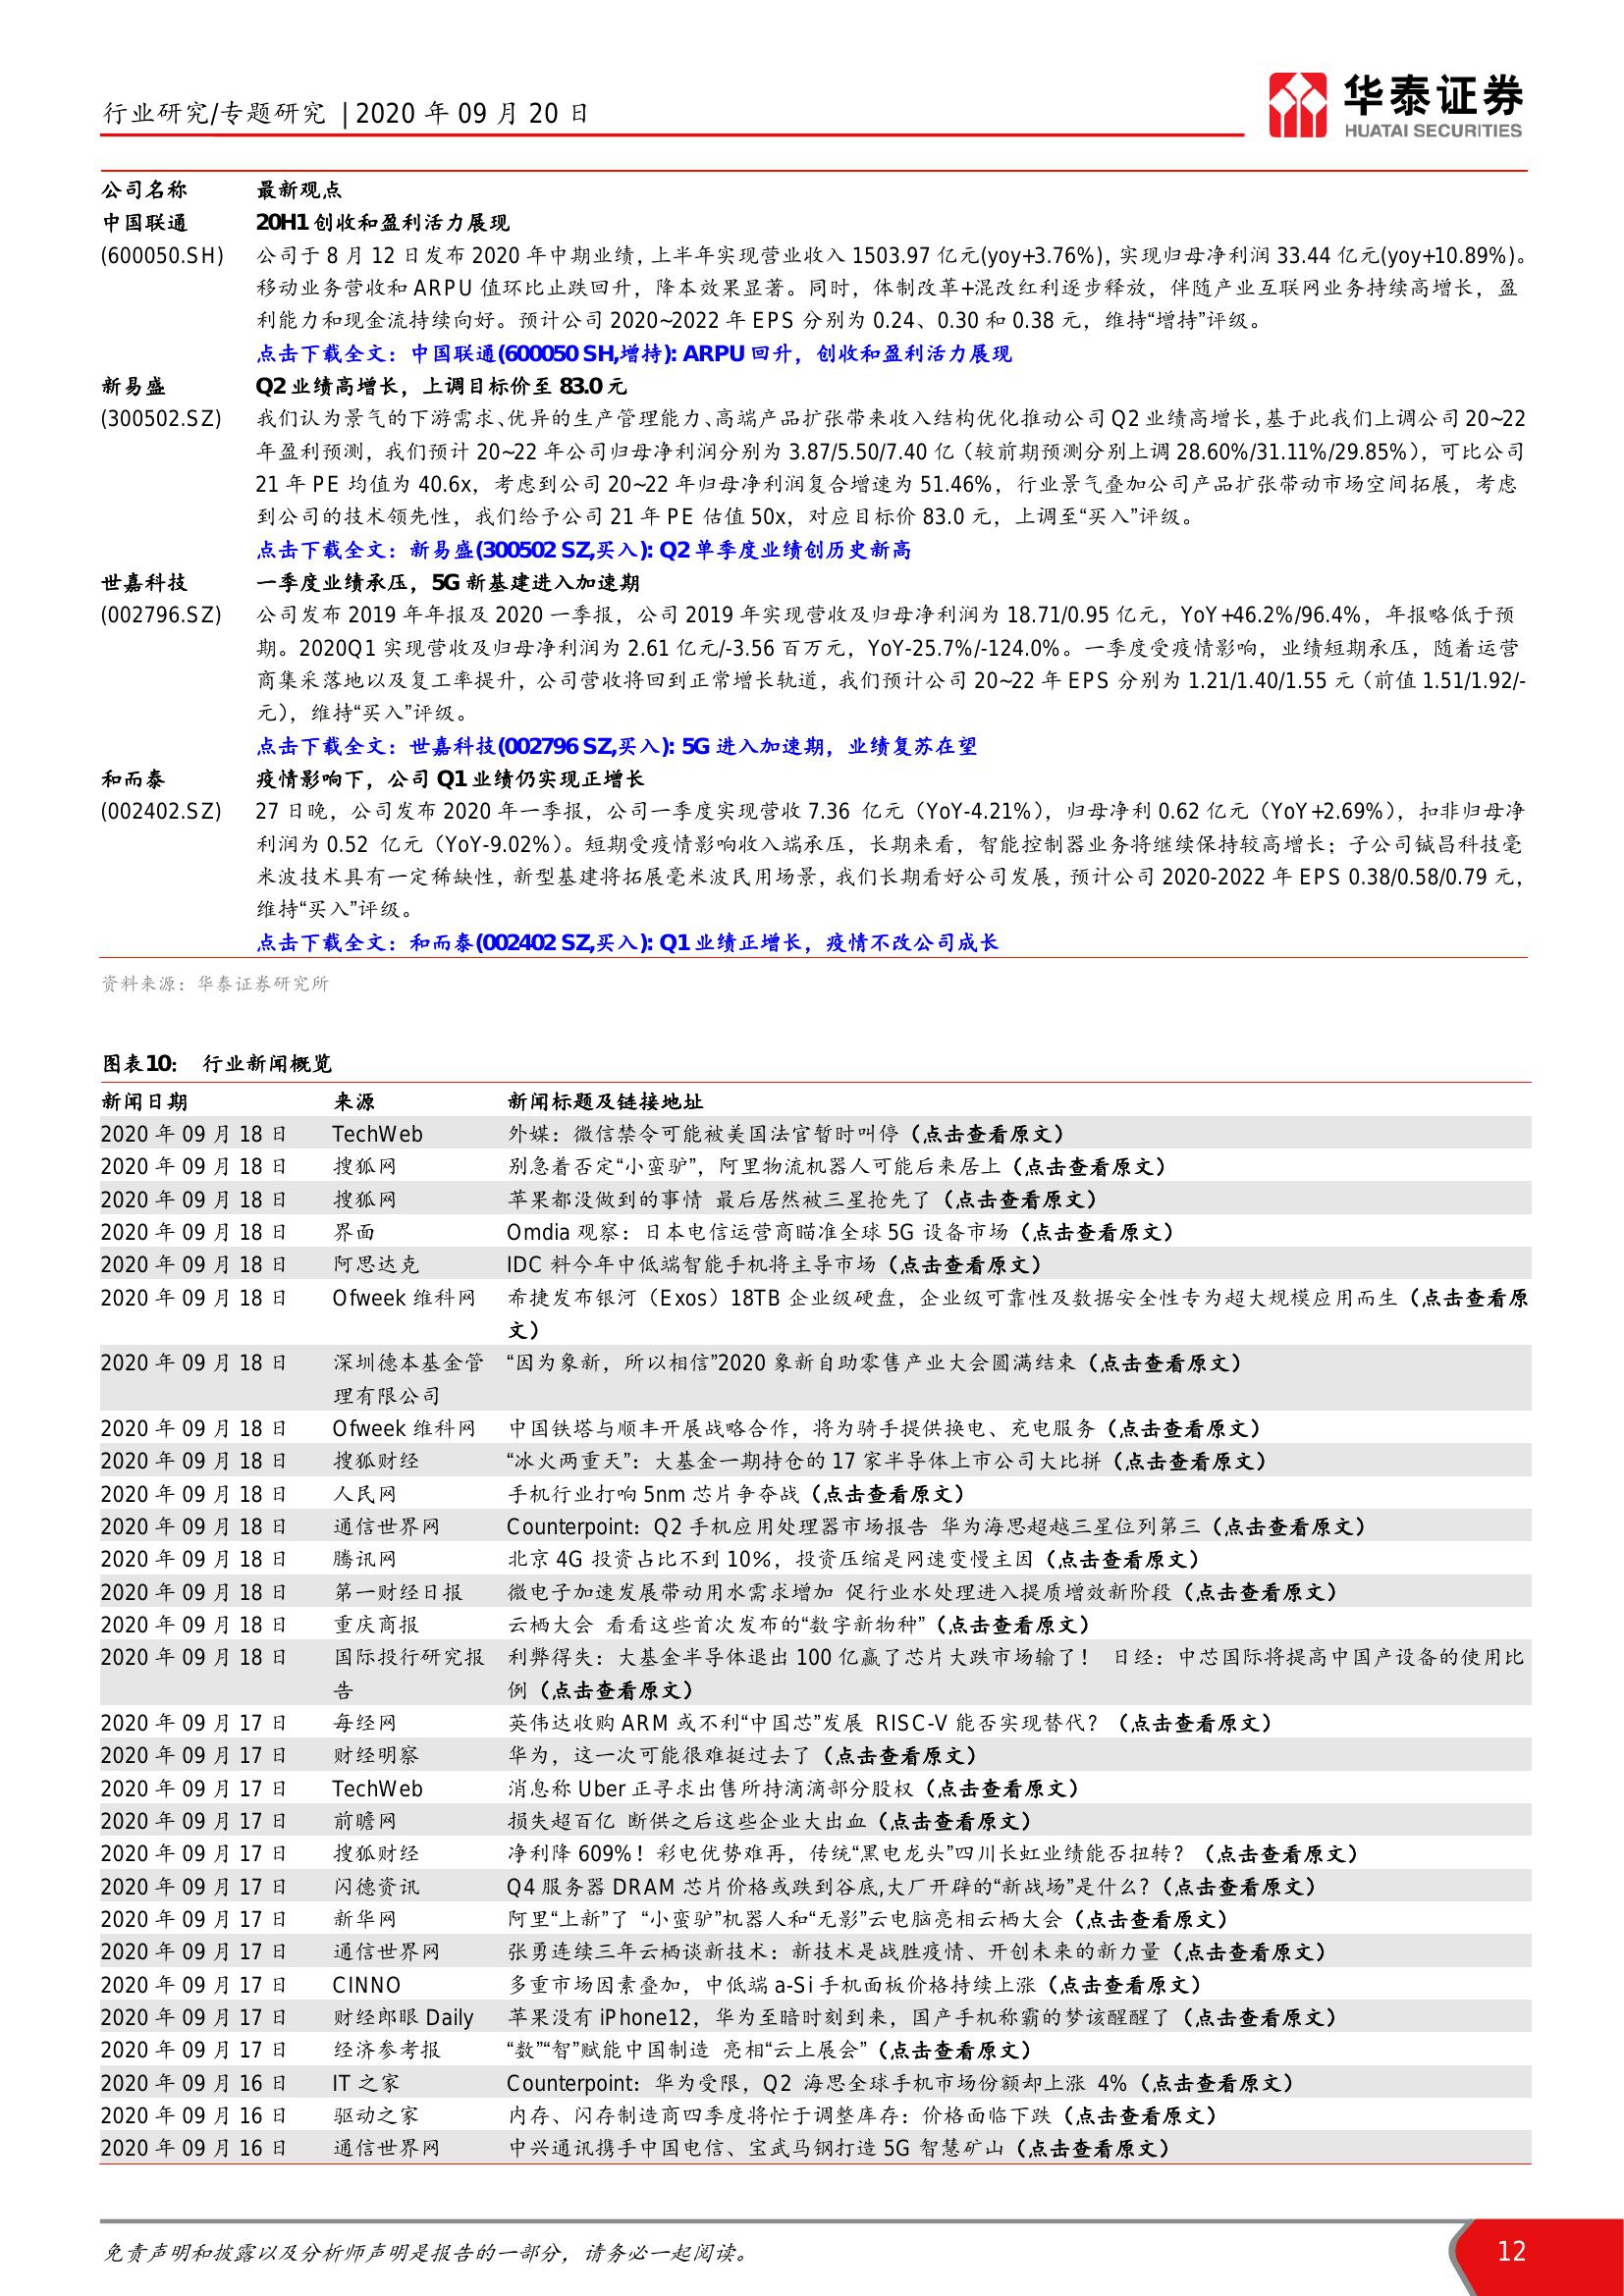 行业研究/专题研究 | 2020 年 09 月 20 日
华泰证券
HUATAI SECURITIES
公司名称 最新观点
中国联通 20H1 创收和盈利活力展现
(600050.SH) 公司于 8 月 12 日发布 2020 年中期业绩，上半年实现营业收入 1503.97 亿元(yoy+3.76%)，实现归母净利润 33.44 亿元(yoy+10.89%)。
移动业务营收和 ARPU 值环比止跌回升，降本效果显著。同时，体制改革+混改红利逐步释放，伴随产业互联网业务持续高增长，盈
利能力和现金流持续向好。预计公司 2020~2022 年 EPS 分别为 0.24、0.30 和 0.38 元，维持“增持”评级。
点击下载全文：中国联通(600050 SH,增持): ARPU 回升，创收和盈利活力展现
新易盛 Q2 业绩高增长，上调目标价至 83.0 元
(300502.SZ) 我们认为景气的下游需求、优异的生产管理能力、高端产品扩张带来收入结构优化推动公司 Q2 业绩高增长，基于此我们上调公司 20~22
年盈利预测，我们预计 20~22 年公司归母净利润分别为 3.87/5.50/7.40 亿（较前期预测分别上调 28.60%/31.11%/29.85%），可比公司
21 年 PE 均值为 40.6x，考虑到公司 20~22 年归母净利润复合增速为 51.46%，行业景气叠加公司产品扩张带动市场空间拓展，考虑
到公司的技术领先性，我们给予公司 21 年 PE 估值 50x，对应目标价 83.0 元，上调至“买入”评级。
点击下载全文：新易盛(300502 SZ,买入): Q2 单季度业绩创历史新高
世嘉科技 一季度业绩承压，5G 新基建进入加速期
(002796.SZ) 公司发布 2019 年年报及 2020 一季报，公司 2019 年实现营收及归母净利润为 18.71/0.95 亿元，YoY+46.2%/96.4%，年报略低于预
期。2020Q1 实现营收及归母净利润为 2.61 亿元/-3.56 百万元，YoY-25.7%/-124.0%。一季度受疫情影响，业绩短期承压，随着运营
商集采落地以及复工率提升，公司营收将回到正常增长轨道，我们预计公司 20~22 年 EPS 分别为 1.21/1.40/1.55 元（前值 1.51/1.92/-
元），维持“买入”评级。
点击下载全文：世嘉科技(002796 SZ,买入): 5G 进入加速期，业绩复苏在望
和而泰 疫情影响下，公司 Q1 业绩仍实现正增长
(002402.SZ) 27 日晚，公司发布 2020 年一季报，公司一季度实现营收 7.36 亿元（YoY-4.21%），归母净利 0.62 亿元（YoY+2.69%），扣非归母净
利润为 0.52 亿元（YoY-9.02%）。短期受疫情影响收入端承压，长期来看，智能控制器业务将继续保持较高增长；子公司铖昌科技毫
米波技术具有一定稀缺性，新型基建将拓展毫米波民用场景，我们长期看好公司发展，预计公司 2020-2022 年 EPS 0.38/0.58/0.79 元，
维持“买入”评级。
点击下载全文：和而泰(002402 SZ,买入): Q1 业绩正增长，疫情不改公司成长
资料来源：华泰证券研究所
图表10： 行业新闻概览
新闻日期 来源 新闻标题及链接地址
2020 年 09 月 18 日 TechWeb 外媒：微信禁令可能被美国法官暂时叫停（点击查看原文）
2020 年 09 月 18 日 搜狐网 别急着否定“小蛮驴”，阿里物流机器人可能后来居上（点击查看原文）
2020 年 09 月 18 日 搜狐网 苹果都没做到的事情 最后居然被三星抢先了（点击查看原文）
2020 年 09 月 18 日 界面 Omdia 观察：日本电信运营商瞄准全球 5G 设备市场（点击查看原文）
2020 年 09 月 18 日 阿思达克 IDC 料今年中低端智能手机将主导市场（点击查看原文）
2020 年 09 月 18 日 Ofweek 维科网 希捷发布银河（Exos）18TB 企业级硬盘，企业级可靠性及数据安全性专为超大规模应用而生（点击查看原
文）
2020 年 09 月 18 日 深圳德本基金管 “因为象新，所以相信”2020 象新自助零售产业大会圆满结束（点击查看原文）
理有限公司
2020 年 09 月 18 日 Ofweek 维科网 中国铁塔与顺丰开展战略合作，将为骑手提供换电、充电服务（点击查看原文）
2020 年 09 月 18 日 搜狐财经 “冰火两重天”：大基金一期持仓的 17 家半导体上市公司大比拼（点击查看原文）
2020 年 09 月 18 日 人民网 手机行业打响 5nm 芯片争夺战（点击查看原文）
2020 年 09 月 18 日 通信世界网 Counterpoint：Q2 手机应用处理器市场报告 华为海思超越三星位列第三（点击查看原文）
2020 年 09 月 18 日 腾讯网 北京 4G 投资占比不到 10%，投资压缩是网速变慢主因（点击查看原文）
2020 年 09 月 18 日 第一财经日报 微电子加速发展带动用水需求增加 促行业水处理进入提质增效新阶段（点击查看原文）
2020 年 09 月 18 日 重庆商报 云栖大会 看看这些首次发布的“数字新物种”（点击查看原文）
2020 年 09 月 18 日 国际投行研究报 利弊得失：大基金半导体退出 100 亿赢了芯片大跌市场输了！ 日经：中芯国际将提高中国产设备的使用比
告 例（点击查看原文）
2020 年 09 月 17 日 每经网 英伟达收购 ARM 或不利“中国芯”发展 RISC-V 能否实现替代？（点击查看原文）
2020 年 09 月 17 日 财经明察 华为，这一次可能很难挺过去了（点击查看原文）
2020 年 09 月 17 日 TechWeb 消息称 Uber 正寻求出售所持滴滴部分股权（点击查看原文）
2020 年 09 月 17 日 前瞻网 损失超百亿 断供之后这些企业大出血（点击查看原文）
2020 年 09 月 17 日 搜狐财经 净利降 609%！彩电优势难再，传统“黑电龙头”四川长虹业绩能否扭转？（点击查看原文）
2020 年 09 月 17 日 闪德资讯 Q4 服务器 DRAM 芯片价格或跌到谷底,大厂开辟的“新战场”是什么?（点击查看原文）
2020 年 09 月 17 日 新华网 阿里“上新”了 “小蛮驴”机器人和“无影”云电脑亮相云栖大会（点击查看原文）
2020 年 09 月 17 日 通信世界网 张勇连续三年云栖谈新技术：新技术是战胜疫情、开创未来的新力量（点击查看原文）
2020 年 09 月 17 日 CINNO 多重市场因素叠加，中低端 a-Si 手机面板价格持续上涨（点击查看原文）
2020 年 09 月 17 日 财经郎眼 Daily 苹果没有 iPhone12，华为至暗时刻到来，国产手机称霸的梦该醒醒了（点击查看原文）
2020 年 09 月 17 日 经济参考报 “数”“智”赋能中国制造 亮相“云上展会”（点击查看原文）
2020 年 09 月 16 日 IT 之家 Counterpoint：华为受限，Q2 海思全球手机市场份额却上涨 4%（点击查看原文）
2020 年 09 月 16 日 驱动之家 内存、闪存制造商四季度将忙于调整库存：价格面临下跌（点击查看原文）
2020 年 09 月 16 日 通信世界网 中兴通讯携手中国电信、宝武马钢打造 5G 智慧矿山（点击查看原文）
免责声明和披露以及分析师声明是报告的一部分，请务必一起阅读。 12